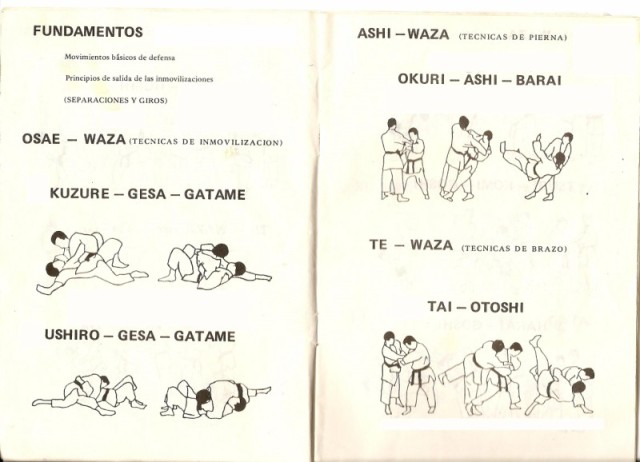 FUNDAMENTOS
Movimientos básicos de defensa
Principios de salida de las inmovilizaciones
(SEPARACIONES Y GIROS)
OSAE — WAZA (TECNICAS DE INMOVILIZACION)
KUZURE — GESA — GATAME
USHIRO — GESA — GATAME
ASHI — WAZA (TECNICAS DE PIERNA)
OKURI — ASHI — BARAI
TE — WAZA (TECNICAS DE BRAZO)
TAI — OTOSHI